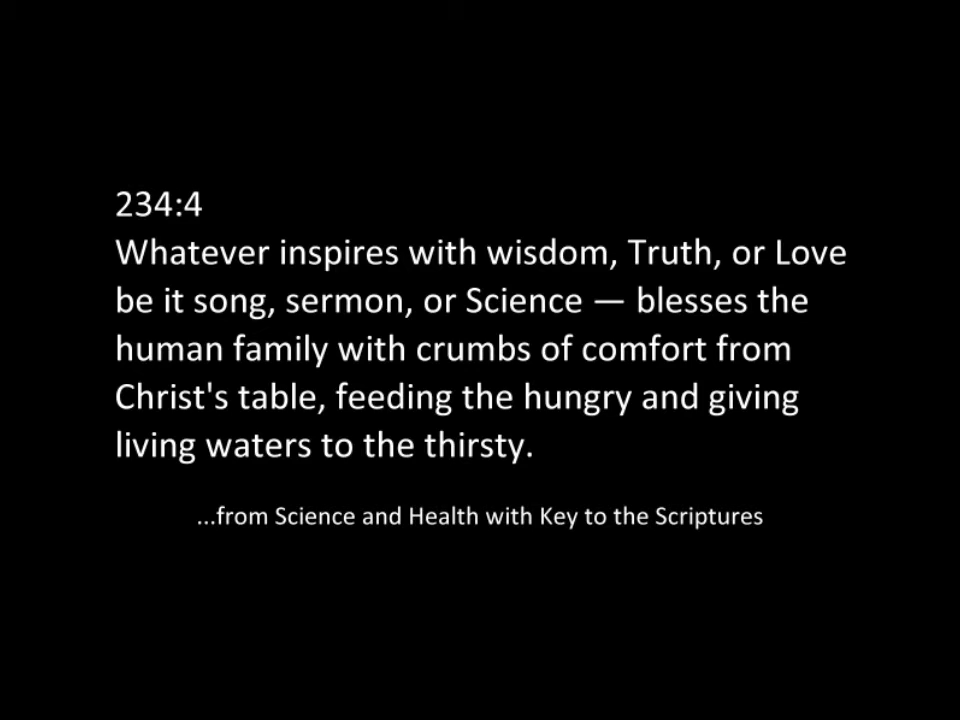 234:4
Whatever inspires with wisdom, Truth, or Love
be it song, sermon, or Science — blesses the
human family with crumbs of comfort from
Christ's table, feeding the hungry and giving
living waters to the thirsty.
...from Science and Health with Key to the Scriptures